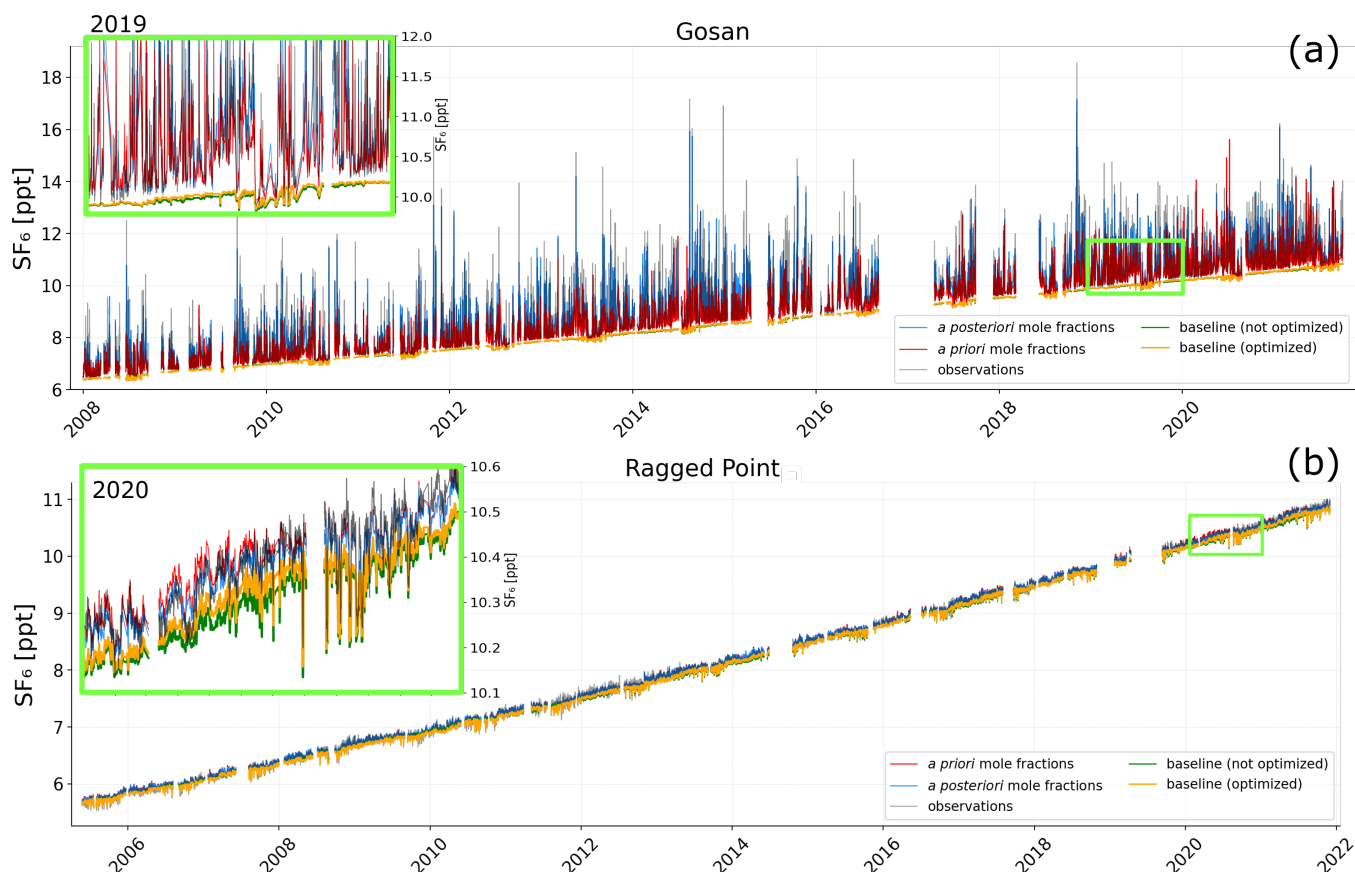 2019
Gosan
(a)
12.0
11.5
11.0
10.5
10.0
SF₆ [ppt]
18
16
14
12
10
8
6
SF₆ [ppt]
a posteriori mole fractions
a priori mole fractions
observations
baseline (not optimized)
baseline (optimized)
2008
2010
2012
2014
2016
2018
2020
Ragged Point
(b)
2020
10.6
10.5
10.4
10.3
10.2
10.1
SF₆ [ppt]
11
10
9
8
7
6
SF₆ [ppt]
a priori mole fractions
a posteriori mole fractions
observations
baseline (not optimized)
baseline (optimized)
2006
2008
2010
2012
2014
2016
2018
2020
2022